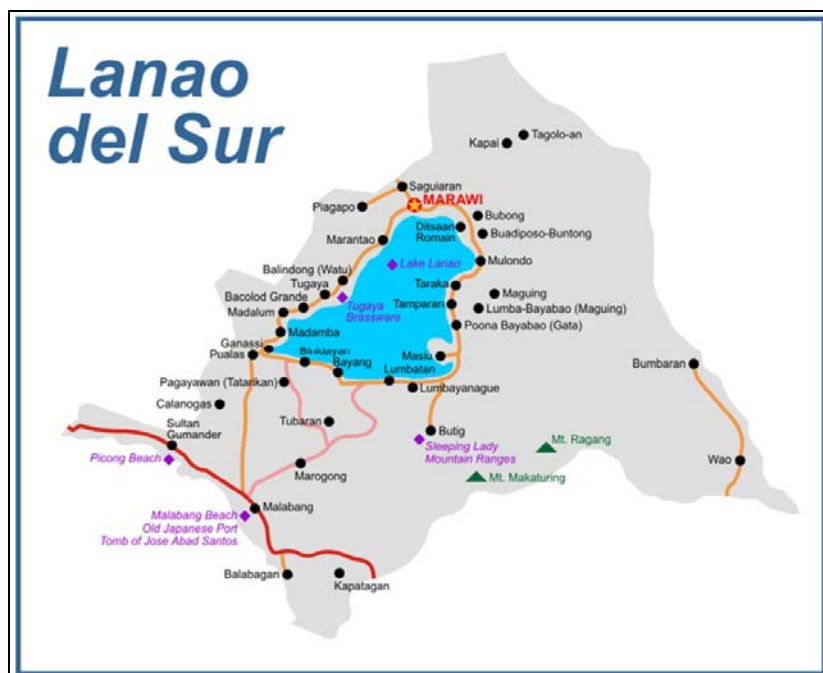 Lanao
del Sur
Tagolo-an
Kapai
Saguiaran
MARAWI
Piagapo
Bubong
Ditsaan
Romain
Buadiposo-Buntong
Marantao
Mulondo
Lake Lanao
Balindong (Watu)
Taraka
Tugaya
Maguing
Bacolod Grande
Tugaya
Brassware
Tamparan
Lumba-Bayabao (Maguing)
Madalum
Poona Bayabao (Gata)
Madamba
Ganassi
Pualas
Binidayan
Masiu
Bayang
Bumbaran
Lumbatan
Pagayawan (Tatarikan)
Lumbayanague
Calanogas
Tubaran
Sultan
Gumander
Butig
Mt. Ragang
Sleeping Lady
Mountain Ranges
Picong Beach
Marogong
Wao
Mt. Makaturing
Malabang
Malabang Beach
Old Japanese Port
Tomb of Jose Abad Santos
Balabagan
Kapatagan